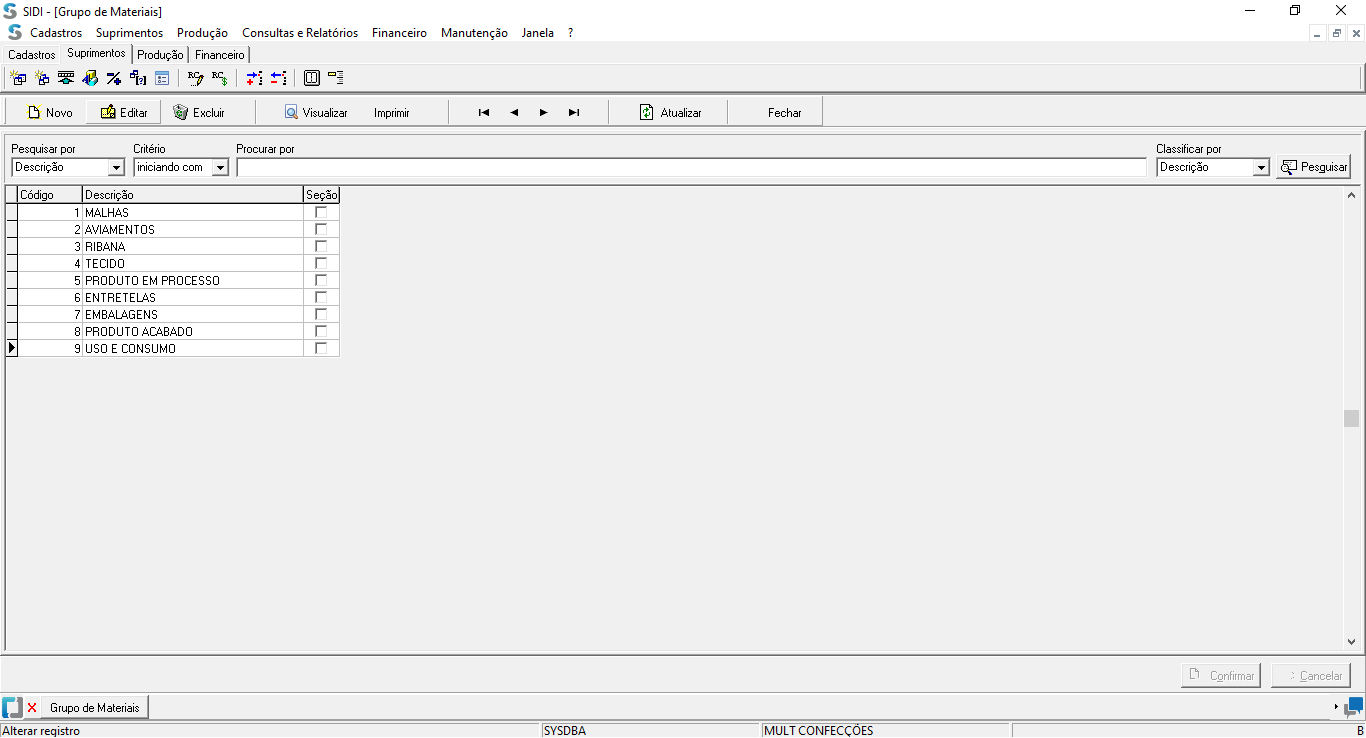 SIDI - [Grupo de Materiais]
Cadastros Suprimentos Produção Consultas e Relatórios Financeiro Manutenção Janela ?
Cadastros Suprimentos Produção Financeiro
Novo Editar Excluir Visualizar Imprimir Atualizar Fechar
Pesquisar por Critério Procurar por Classificar por
Descrição iniciando com Descrição Pesquisar
Código Descrição Seção
1 MALHAS
2 AVIAMENTOS
3 RIBANA
4 TECIDO
5 PRODUTO EM PROCESSO
6 ENTRETELAS
7 EMBALAGENS
8 PRODUTO ACABADO
9 USO E CONSUMO
Confirmar Cancelar
Grupo de Materiais
Alterar registro SYSDBA MULT CONFECÇÕES B